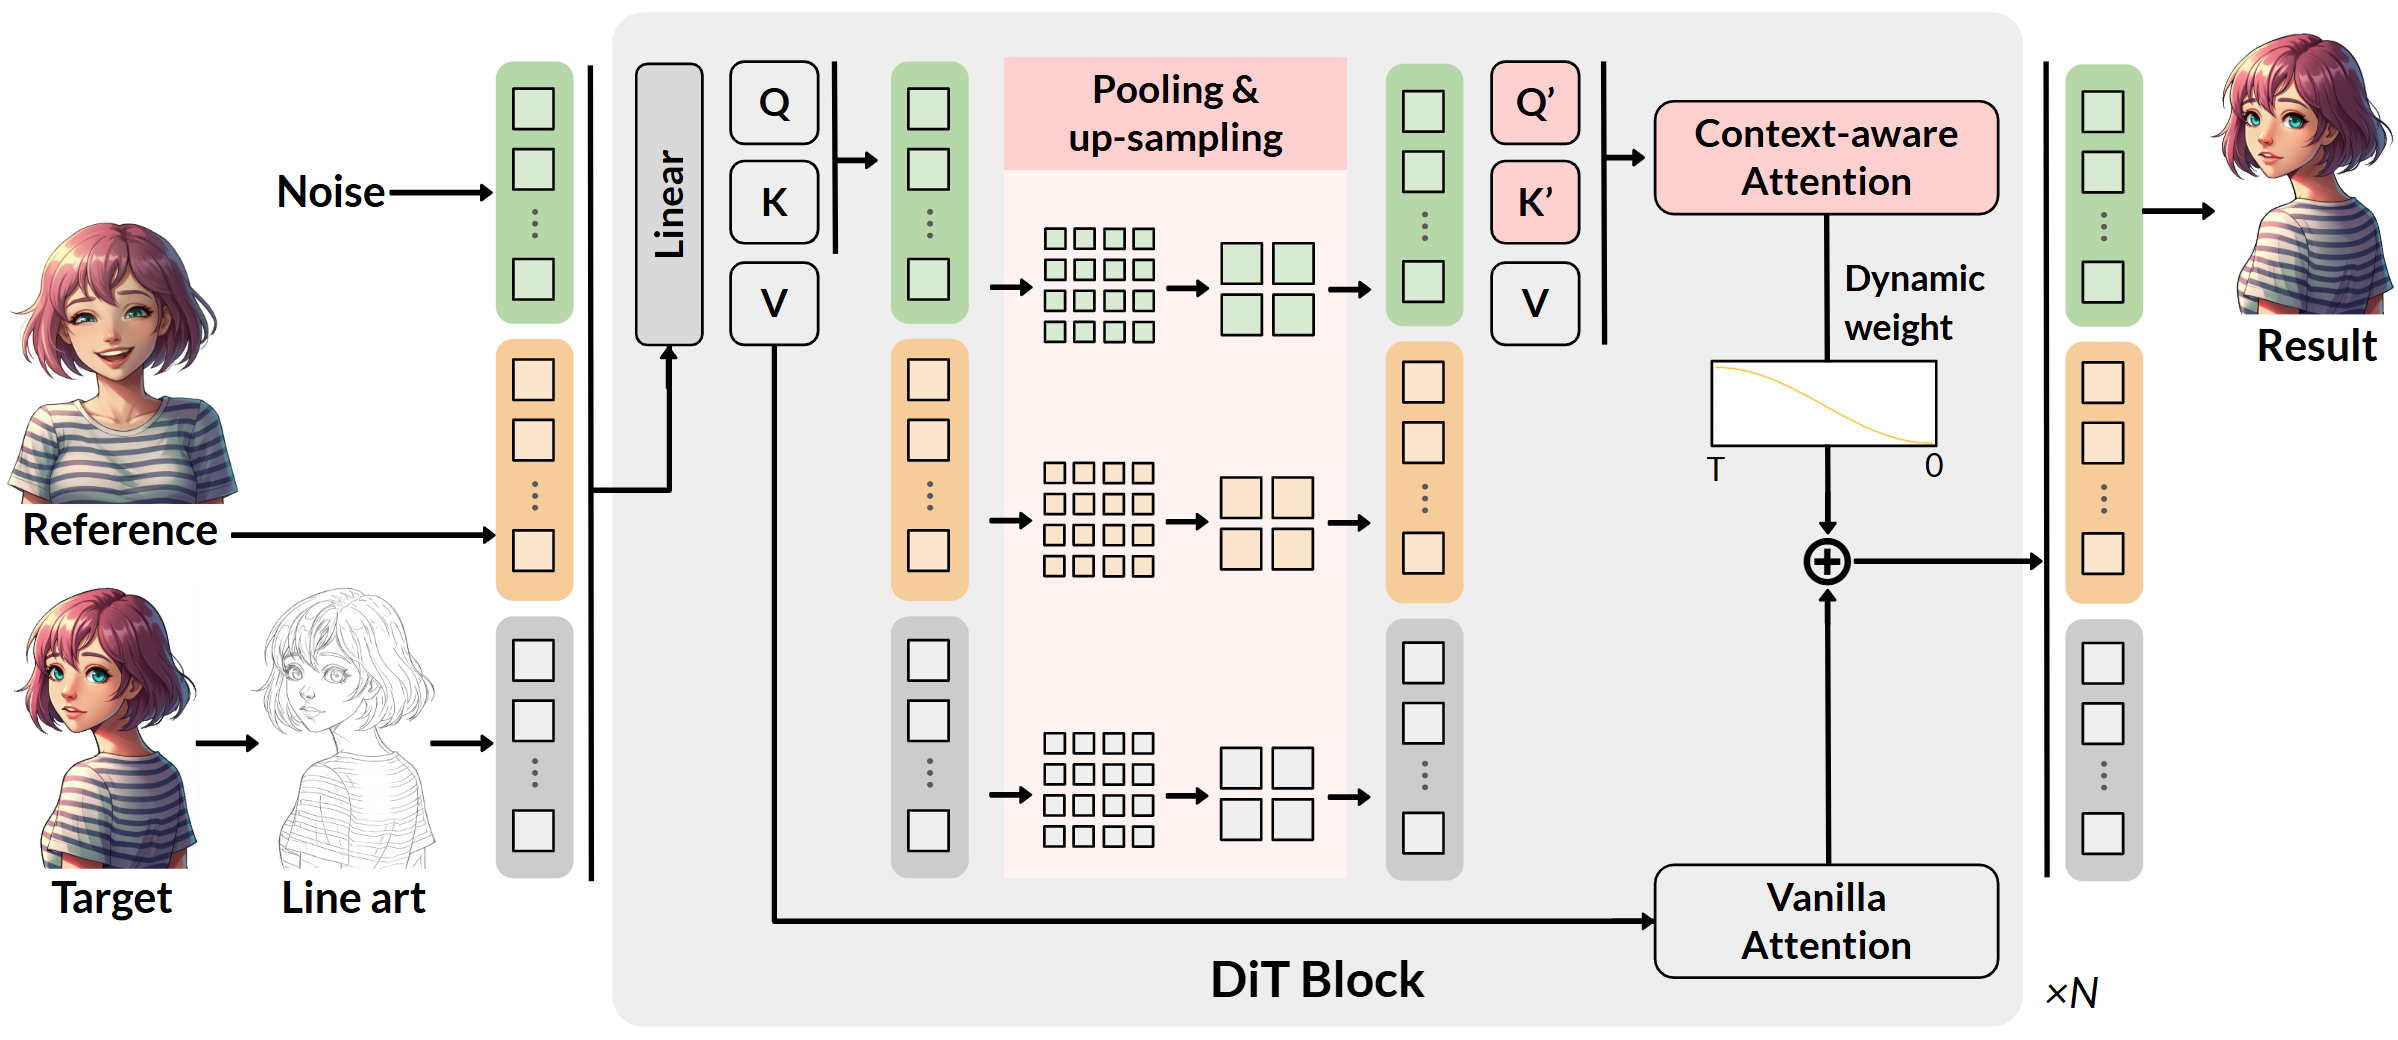 Noise
Reference
Target
Line art
Linear
Q
K
V
Pooling &
up-sampling
Q’
K’
V
Context-aware
Attention
Dynamic
weight
T
0
Vanilla
Attention
DiT Block
×N
Result